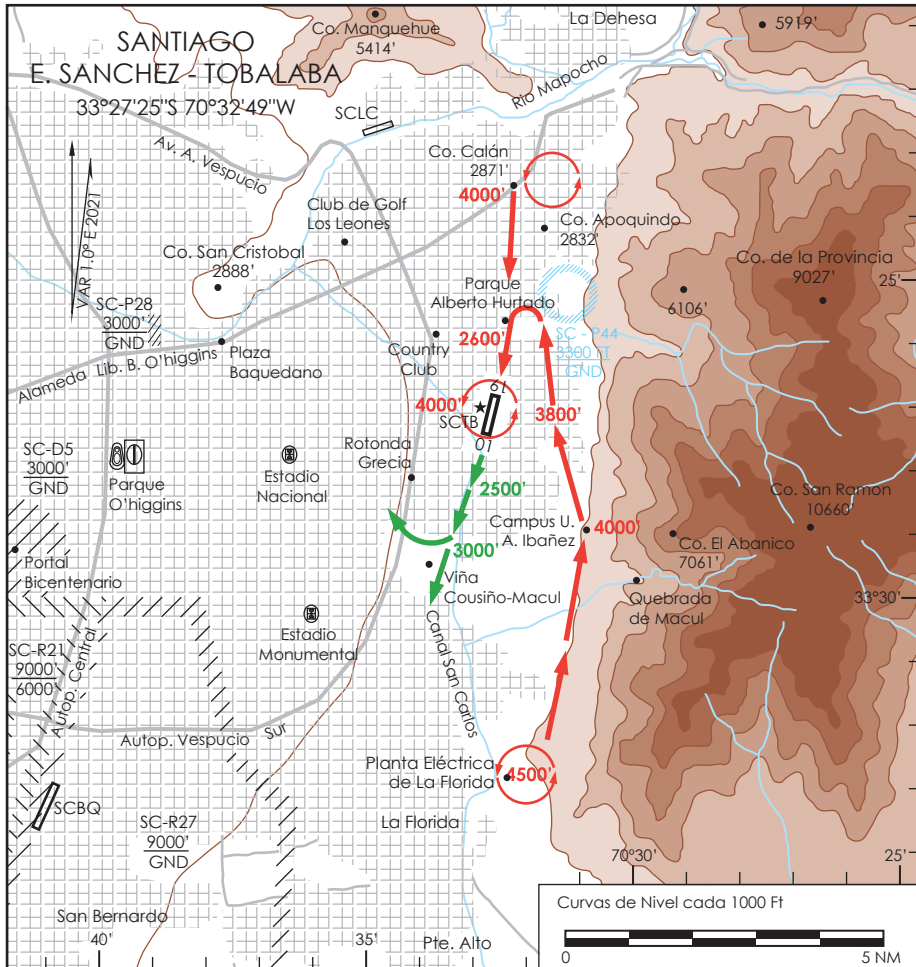 SANTIAGO
E. SANCHEZ - TOBALABA
33°27'25"S 70°32'49"W
Co. Manquehue
5414'
La Dehesa
5919'
Río Mapocho
SCLC
Av. A. Vespucio
VAR 1.0° E 2021
Co. Calán
2871'
4000'
Club de Golf
Los Leones
Co. Apoquindo
2832'
Co. San Cristobal
2888'
Co. de la Provincia
9027'
25'
6106'
SC-P28
3000'
GND
Parque
Alberto Hurtado
2600'
SC - P44
3300 FT
GND
Alameda Lib. B. O'higgins
Plaza
Baquedano
Country
Club
19
4000'
SCTB
01
3800'
SC-D5
3000'
GND
Parque
O'higgins
Estadio
Nacional
Rotonda
Grecia
2500'
Co. San Ramon
10660'
Campus U.
A. Ibañez
4000'
Co. El Abanico
7061'
3000'
Portal
Bicentenario
Viña
Cousiño-Macul
Quebrada
de Macul
33°30'
Estadio
Monumental
Canal San Carlos
SC-R21
9000'
6000'
Autop. Central
Autop. Vespucio Sur
Planta Eléctrica
de La Florida
4500'
SCBQ
SC-R27
9000'
GND
La Florida
70°30'
25'
San Bernardo
40'
35'
Pte. Alto
Curvas de Nivel cada 1000 Ft
0
5 NM